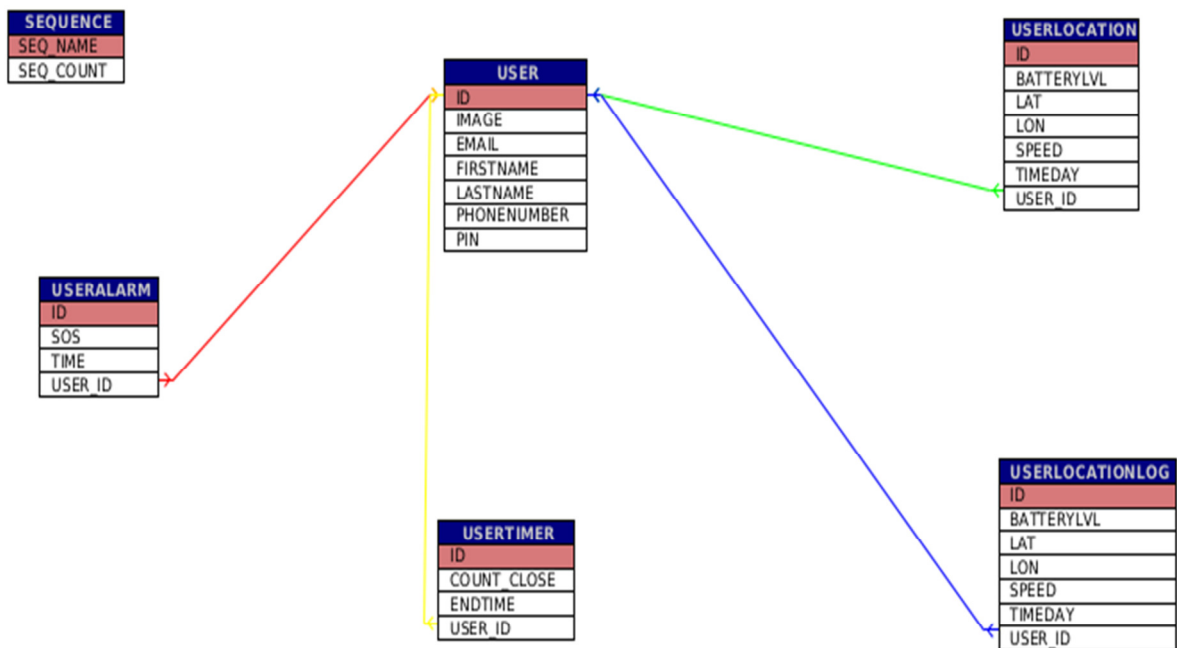 SEQUENCE
SEQ_NAME
SEQ_COUNT
USER
ID
IMAGE
EMAIL
FIRSTNAME
LASTNAME
PHONENUMBER
PIN
USERLOCATION
ID
BATTERYLVL
LAT
LON
SPEED
TIMEDAY
USER_ID
USERALARM
ID
SOS
TIME
USER_ID
USERTIMER
ID
COUNT_CLOSE
ENDTIME
USER_ID
USERLOCATIONLOG
ID
BATTERYLVL
LAT
LON
SPEED
TIMEDAY
USER_ID